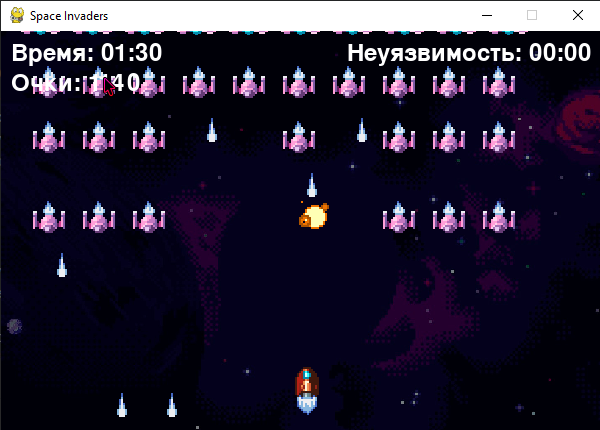 Space Invaders
Время: 01:30
Неуязвимость: 00:00
Очки: